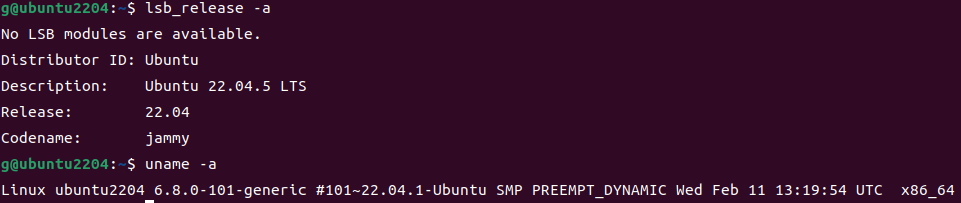 g@ubuntu2204:~$ lsb_release -a
No LSB modules are available.
Distributor ID: Ubuntu
Description:    Ubuntu 22.04.5 LTS
Release:        22.04
Codename:       jammy
g@ubuntu2204:~$ uname -a
Linux ubuntu2204 6.8.0-101-generic #101~22.04.1-Ubuntu SMP PREEMPT_DYNAMIC Wed Feb 11 13:19:54 UTC  x86_64